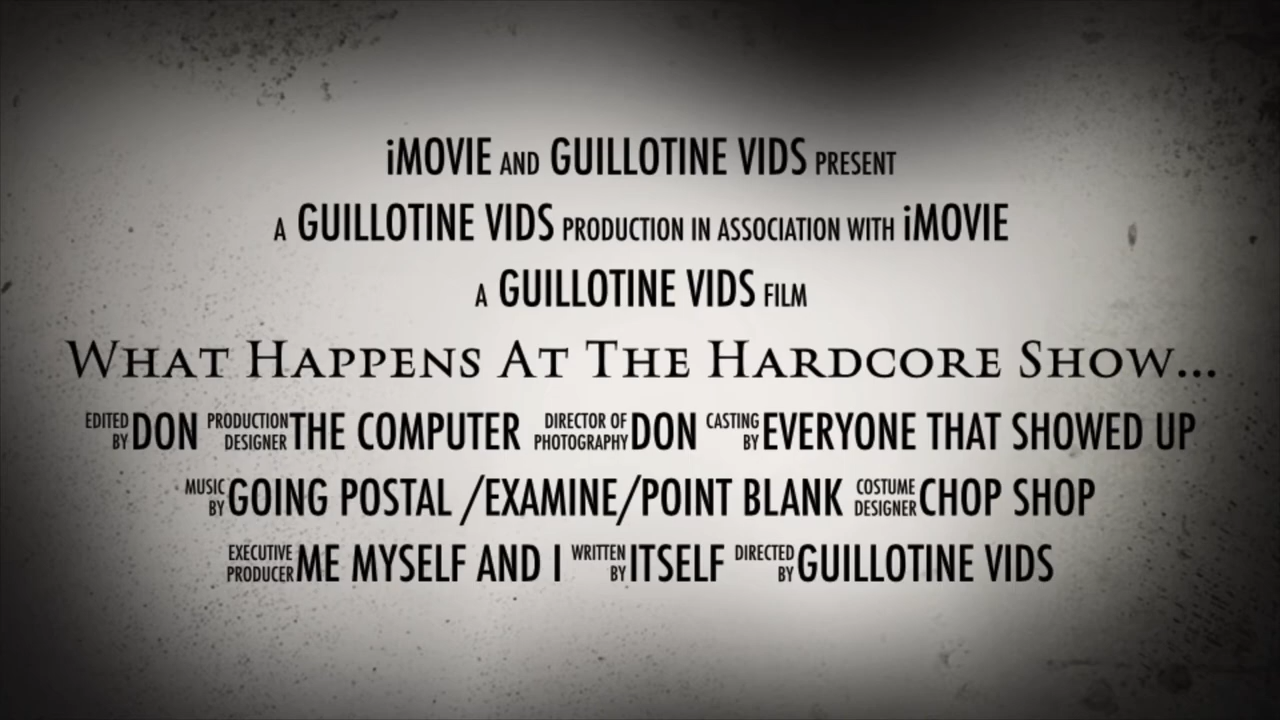 iMOVIE AND GUILLOTINE VIDS PRESENT
A GUILLOTINE VIDS PRODUCTION IN ASSOCIATION WITH iMOVIE
A GUILLOTINE VIDS FILM
WHAT HAPPENS AT THE HARDCORE SHOW...
EDITED BY DON PRODUCTION DESIGNER THE COMPUTER DIRECTOR OF PHOTOGRAPHY DON CASTING BY EVERYONE THAT SHOWED UP
MUSIC BY GOING POSTAL /EXAMINE/POINT BLANK COSTUME DESIGNER CHOP SHOP
EXECUTIVE PRODUCER ME MYSELF AND I WRITTEN BY ITSELF DIRECTED BY GUILLOTINE VIDS